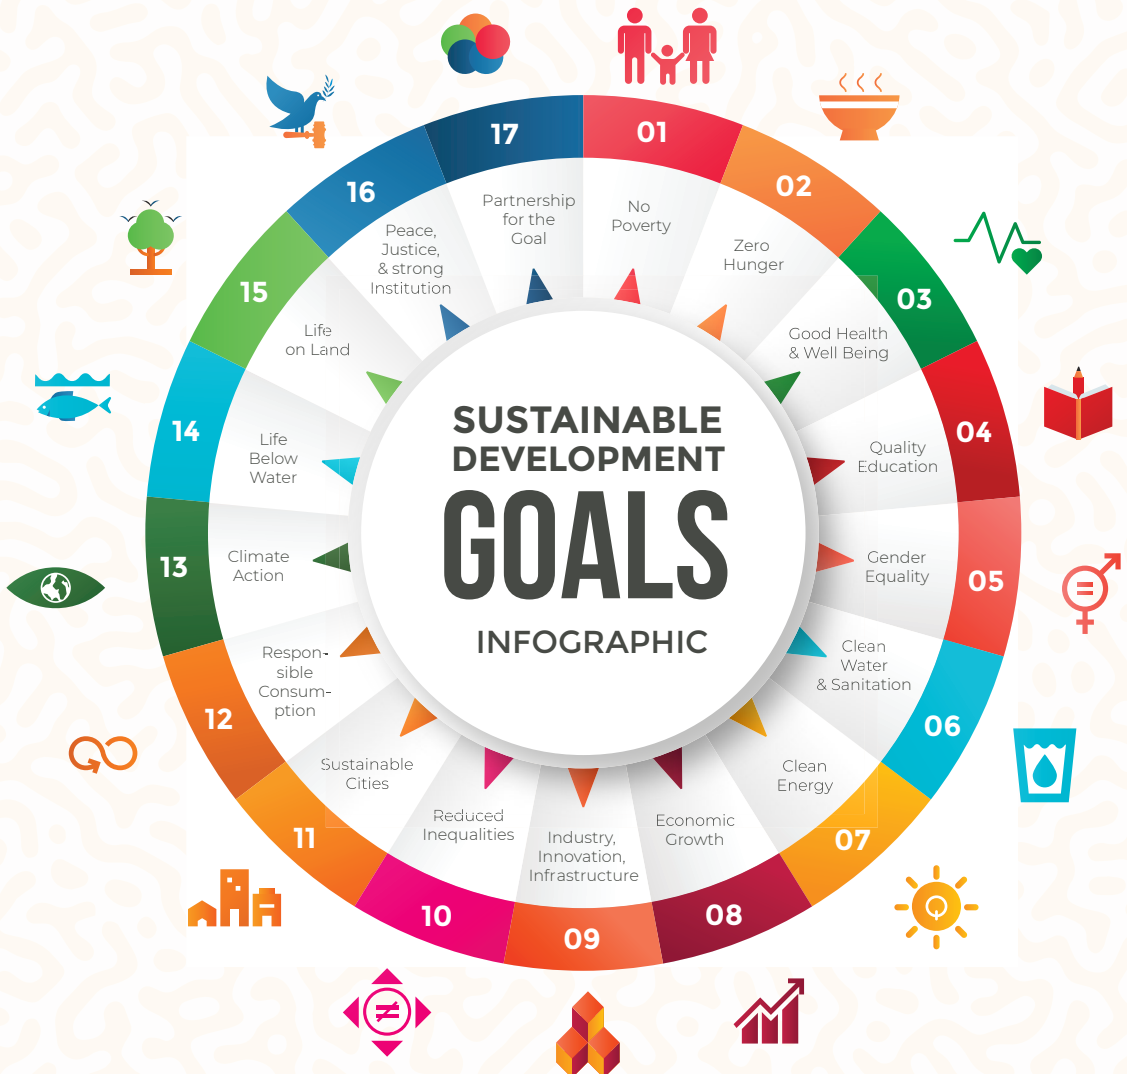 SUSTAINABLE
DEVELOPMENT
GOALS
INFOGRAPHIC
01
No
Poverty
02
Zero
Hunger
03
Good Health
& Well Being
04
Quality
Education
05
Gender
Equality
06
Clean
Water
& Sanitation
07
Clean
Energy
08
Economic
Growth
09
Industry,
Innovation,
Infrastructure
10
Reduced
Inequalities
11
Sustainable
Cities
12
Respon-
sible
Consum-
ption
13
Climate
Action
14
Life
Below
Water
15
Life
on Land
16
Peace,
Justice,
& strong
Institution
17
Partnership
for the
Goal